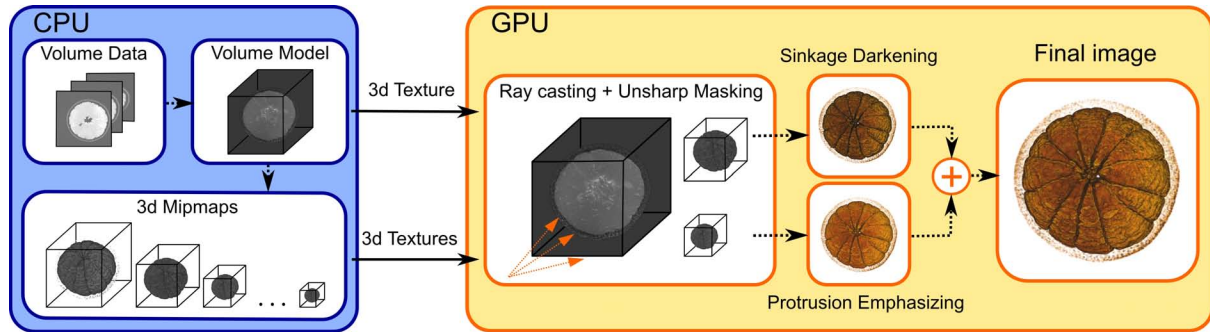 CPU
Volume Data
Volume Model
3d Mipmaps
. . .
3d Texture
3d Textures
GPU
Ray casting + Unsharp Masking
Sinkage Darkening
Protrusion Emphasizing
+
Final image